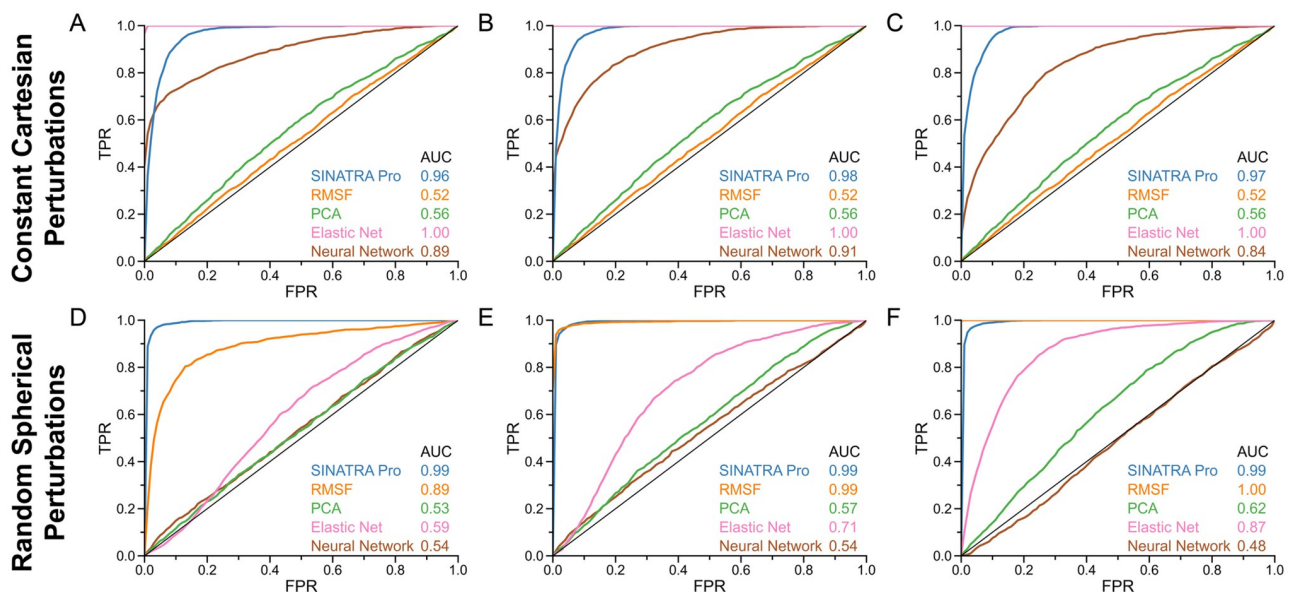 Constant Cartesian
Perturbations
A
1.0
0.8
0.6
0.4
0.2
0.0
TPR
0.0 0.2 0.4 0.6 0.8 1.0
FPR
AUC
SINATRA Pro 0.96
RMSF 0.52
PCA 0.56
Elastic Net 1.00
Neural Network 0.89
B
1.0
0.8
0.6
0.4
0.2
0.0
TPR
0.0 0.2 0.4 0.6 0.8 1.0
FPR
AUC
SINATRA Pro 0.98
RMSF 0.52
PCA 0.56
Elastic Net 1.00
Neural Network 0.91
C
1.0
0.8
0.6
0.4
0.2
0.0
TPR
0.0 0.2 0.4 0.6 0.8 1.0
FPR
AUC
SINATRA Pro 0.97
RMSF 0.52
PCA 0.56
Elastic Net 1.00
Neural Network 0.84
Random Spherical
Perturbations
D
1.0
0.8
0.6
0.4
0.2
0.0
TPR
0.0 0.2 0.4 0.6 0.8 1.0
FPR
AUC
SINATRA Pro 0.99
RMSF 0.89
PCA 0.53
Elastic Net 0.59
Neural Network 0.54
E
1.0
0.8
0.6
0.4
0.2
0.0
TPR
0.0 0.2 0.4 0.6 0.8 1.0
FPR
AUC
SINATRA Pro 0.99
RMSF 0.99
PCA 0.57
Elastic Net 0.71
Neural Network 0.54
F
1.0
0.8
0.6
0.4
0.2
0.0
TPR
0.0 0.2 0.4 0.6 0.8 1.0
FPR
AUC
SINATRA Pro 0.99
RMSF 1.00
PCA 0.62
Elastic Net 0.87
Neural Network 0.48